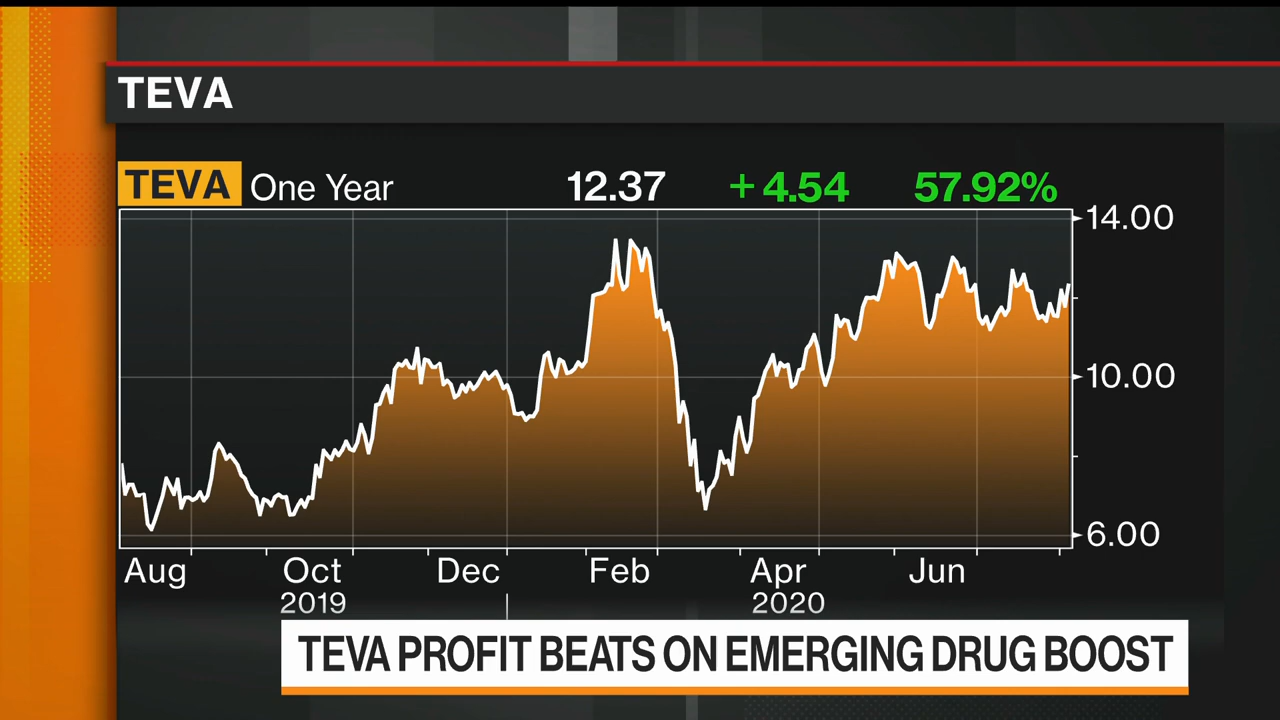 TEVA
TEVA One Year 12.37 +4.54 57.92%
14.00
10.00
6.00
Aug Oct Dec Feb Apr Jun
2019 2020
TEVA PROFIT BEATS ON EMERGING DRUG BOOST